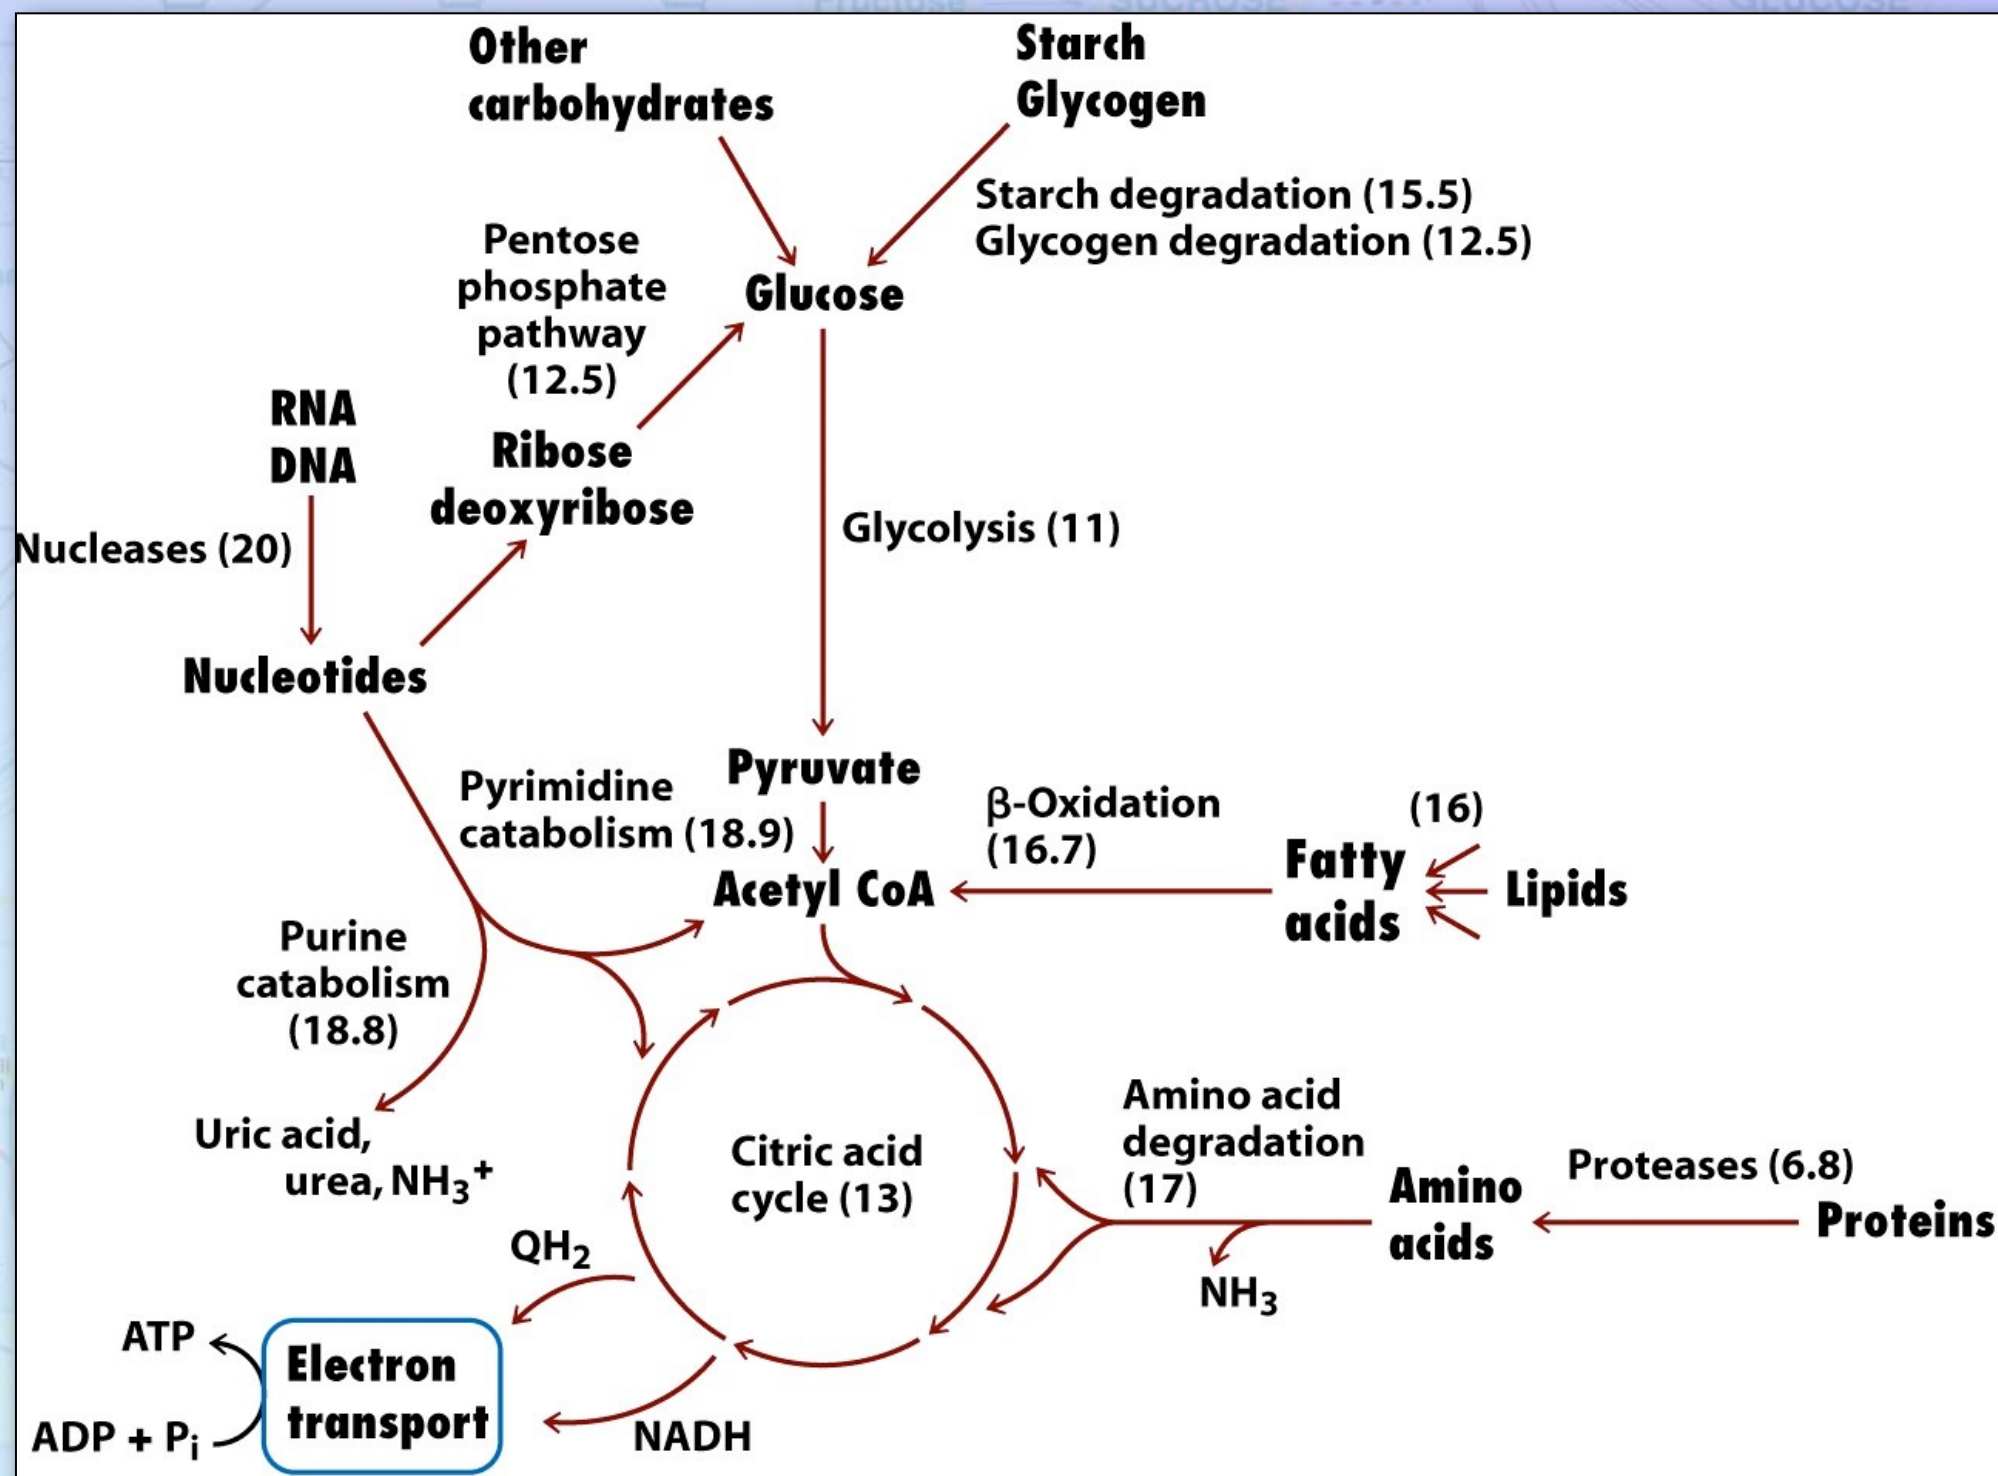 Fructose
SUCROSE
GLUCOSE
Other
carbohydrates
Starch
Glycogen
Starch degradation (15.5)
Glycogen degradation (12.5)
Pentose
phosphate
pathway
(12.5)
Glucose
RNA
DNA
Ribose
deoxyribose
Nucleases (20)
Glycolysis (11)
Nucleotides
Pyruvate
Pyrimidine
catabolism (18.9)
β-Oxidation
(16.7)
(16)
Fatty
acids
Lipids
Acetyl CoA
Purine
catabolism
(18.8)
Uric acid,
urea, NH₃⁺
Citric acid
cycle (13)
Amino acid
degradation
(17)
Amino
acids
Proteases (6.8)
Proteins
NH₃
QH₂
ATP
Electron
transport
ADP + Pᵢ
NADH